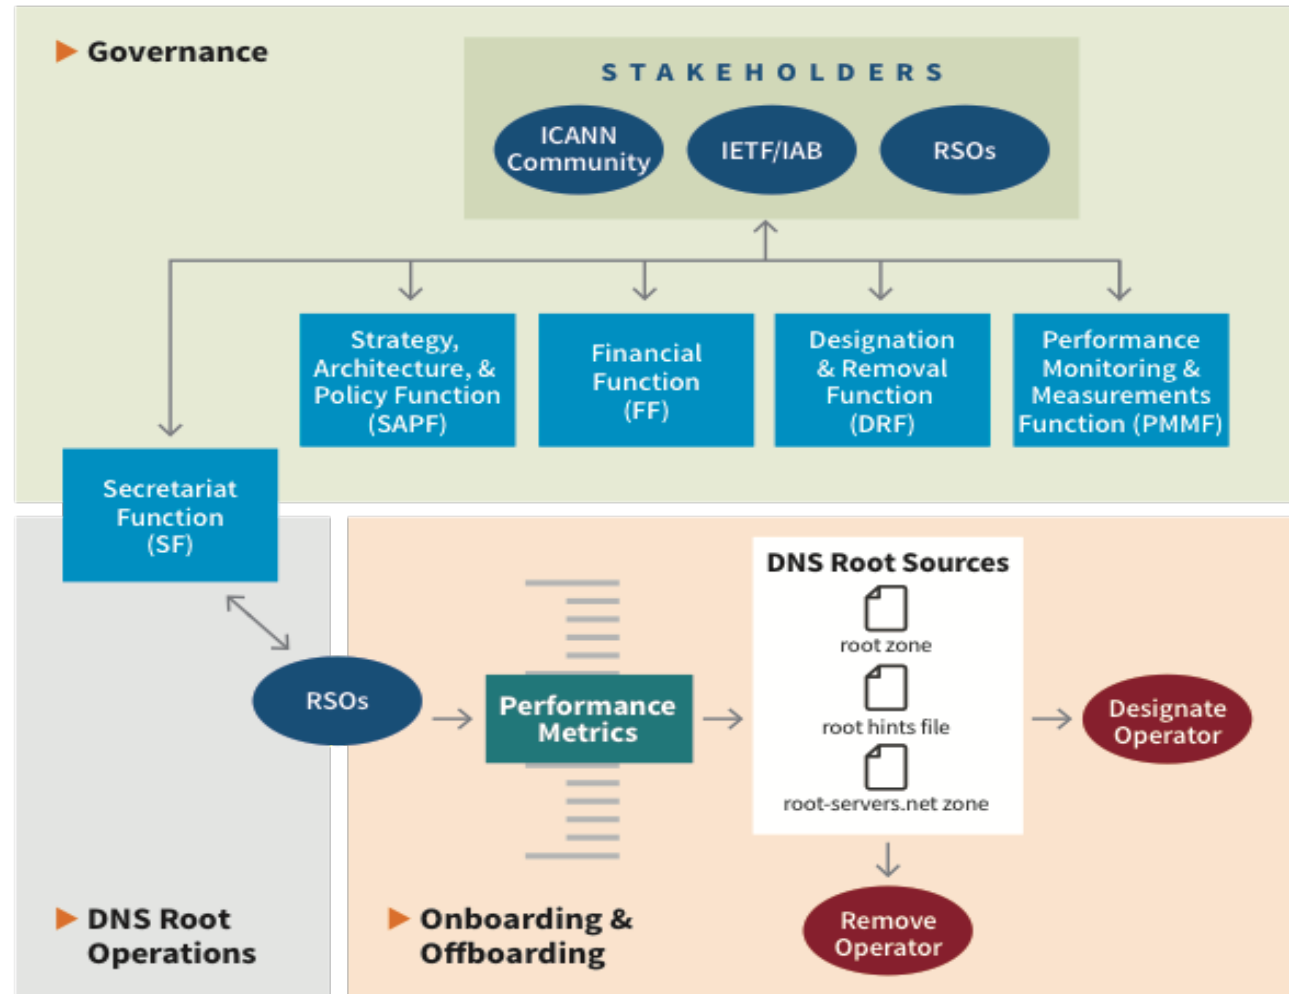 Governance
STAKEHOLDERS
ICANN
Community
IETF/IAB
RSOs
Strategy,
Architecture, &
Policy Function
(SAPF)
Financial
Function
(FF)
Designation
& Removal
Function
(DRF)
Performance
Monitoring &
Measurements
Function (PMMF)
Secretariat
Function
(SF)
RSOs
Performance
Metrics
DNS Root Sources
root zone
root hints file
root-servers.net zone
Designate
Operator
Remove
Operator
DNS Root
Operations
Onboarding &
Offboarding